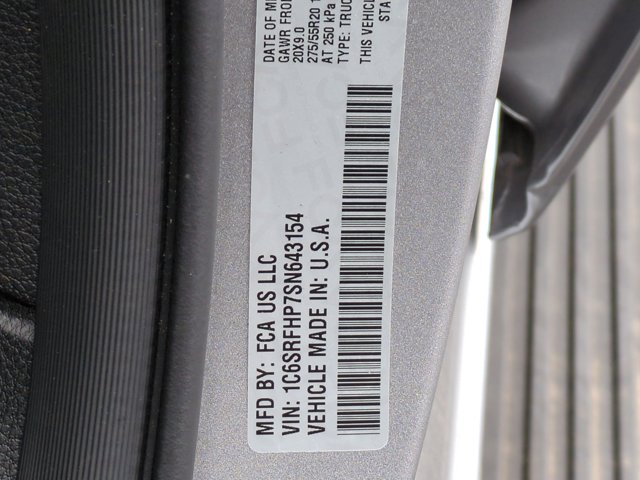 MFD BY: FCA US LLC
DATE OF M
VIN: 1C6SRFHP7SN643154
GAWR FRO
20X9.0
VEHICLE MADE IN: U.S.A.
275/55R20
AT 250 kPa
TYPE: TRUC
THIS VEHICLE
STA